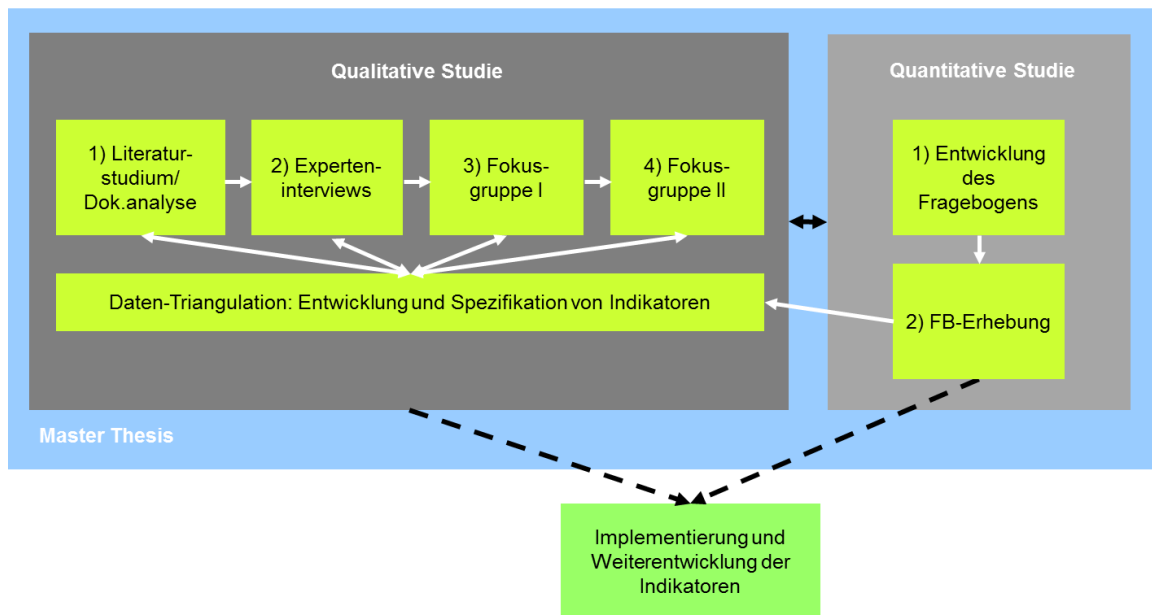 Qualitative Studie
1) Literatur-
studium/
Dok.analyse
2) Experten-
interviews
3) Fokus-
gruppe I
4) Fokus-
gruppe II
Daten-Triangulation: Entwicklung und Spezifikation von Indikatoren
Quantitative Studie
1) Entwicklung
des
Fragebogens
2) FB-Erhebung
Master Thesis
Implementierung und
Weiterentwicklung der
Indikatoren